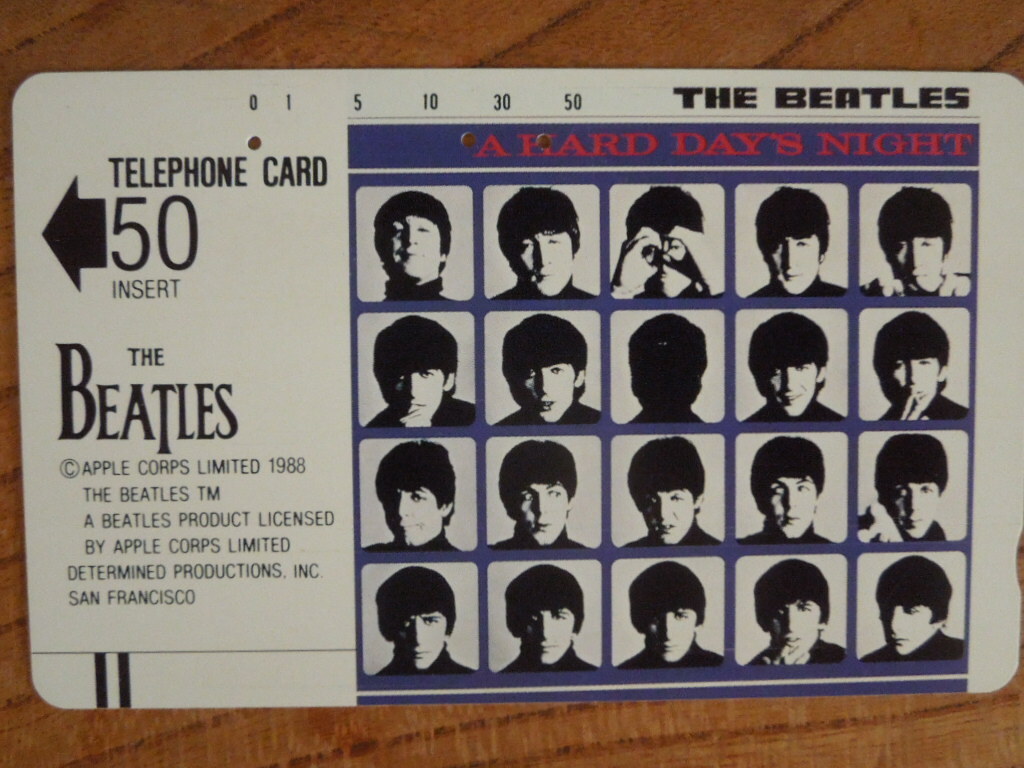 0 1 5 10 30 50
THE BEATLES
A HARD DAY'S NIGHT
TELEPHONE CARD
50
INSERT
THE
BEATLES
©APPLE CORPS LIMITED 1988
THE BEATLES TM
A BEATLES PRODUCT LICENSED
BY APPLE CORPS LIMITED
DETERMINED PRODUCTIONS, INC.
SAN FRANCISCO